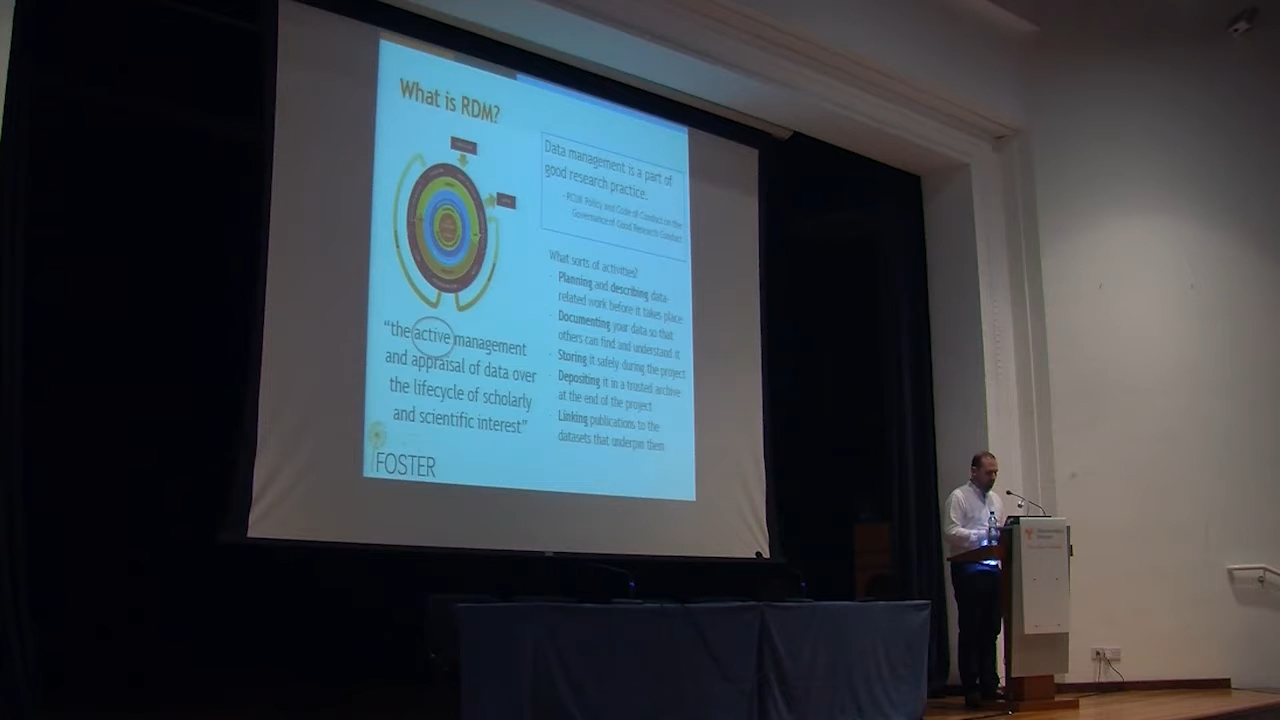 What is RDM?
"the active management
and appraisal of data over
the lifecycle of scholarly
and scientific interest"
FOSTER
Data management is a part of
good research practice.
- RCUK Policy and Code of Conduct on the
Governance of Good Research Conduct
What sorts of activities?
- Planning and describing data-
related work before it takes place
- Documenting your data so that
others can find and understand it
- Storing it safely during the project
- Depositing it in a trusted archive
at the end of the project
- Linking publications to the
datasets that underpin them